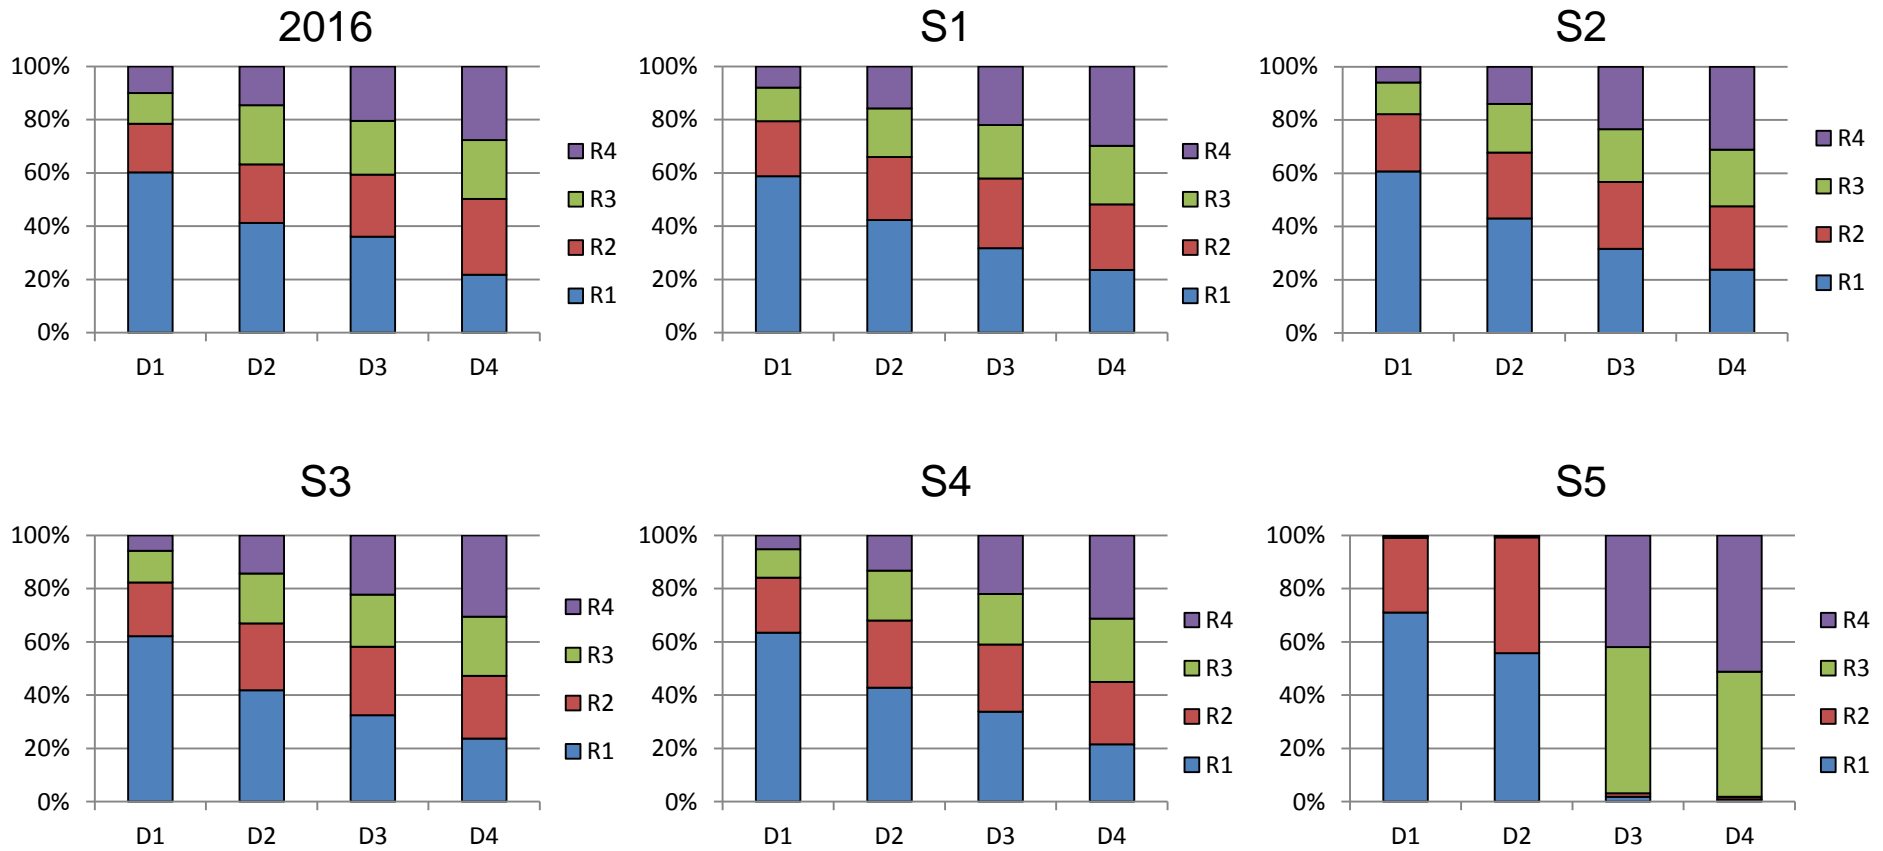 2016
100%
80%
60%
40%
20%
0%
D1 D2 D3 D4
R4
R3
R2
R1
S1
100%
80%
60%
40%
20%
0%
D1 D2 D3 D4
R4
R3
R2
R1
S2
100%
80%
60%
40%
20%
0%
D1 D2 D3 D4
R4
R3
R2
R1
S3
100%
80%
60%
40%
20%
0%
D1 D2 D3 D4
R4
R3
R2
R1
S4
100%
80%
60%
40%
20%
0%
D1 D2 D3 D4
R4
R3
R2
R1
S5
100%
80%
60%
40%
20%
0%
D1 D2 D3 D4
R4
R3
R2
R1